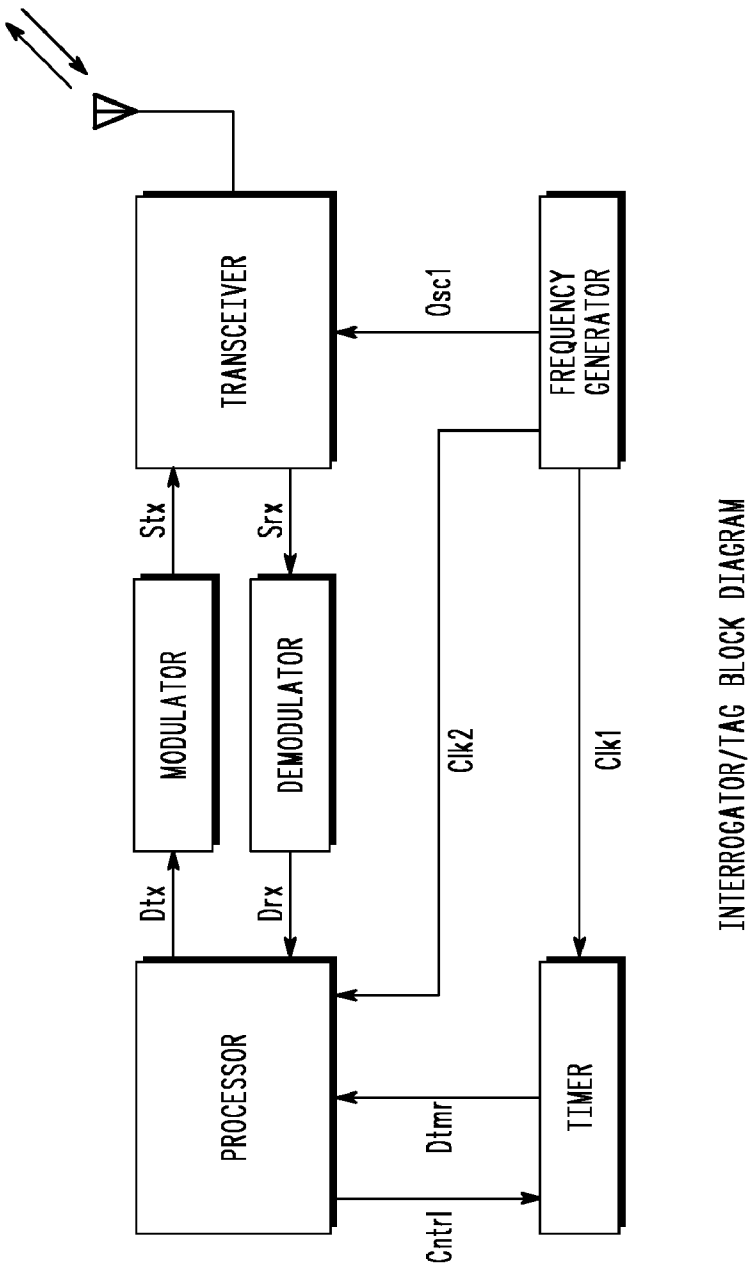 Dtx
Stx
MODULATOR
PROCESSOR
TRANSCEIVER
Drx
Srx
DEMODULATOR
Cntrl
Dtmr
Clk2
Osc1
TIMER
Clk1
FREQUENCY
GENERATOR
INTERROGATOR/TAG BLOCK DIAGRAM